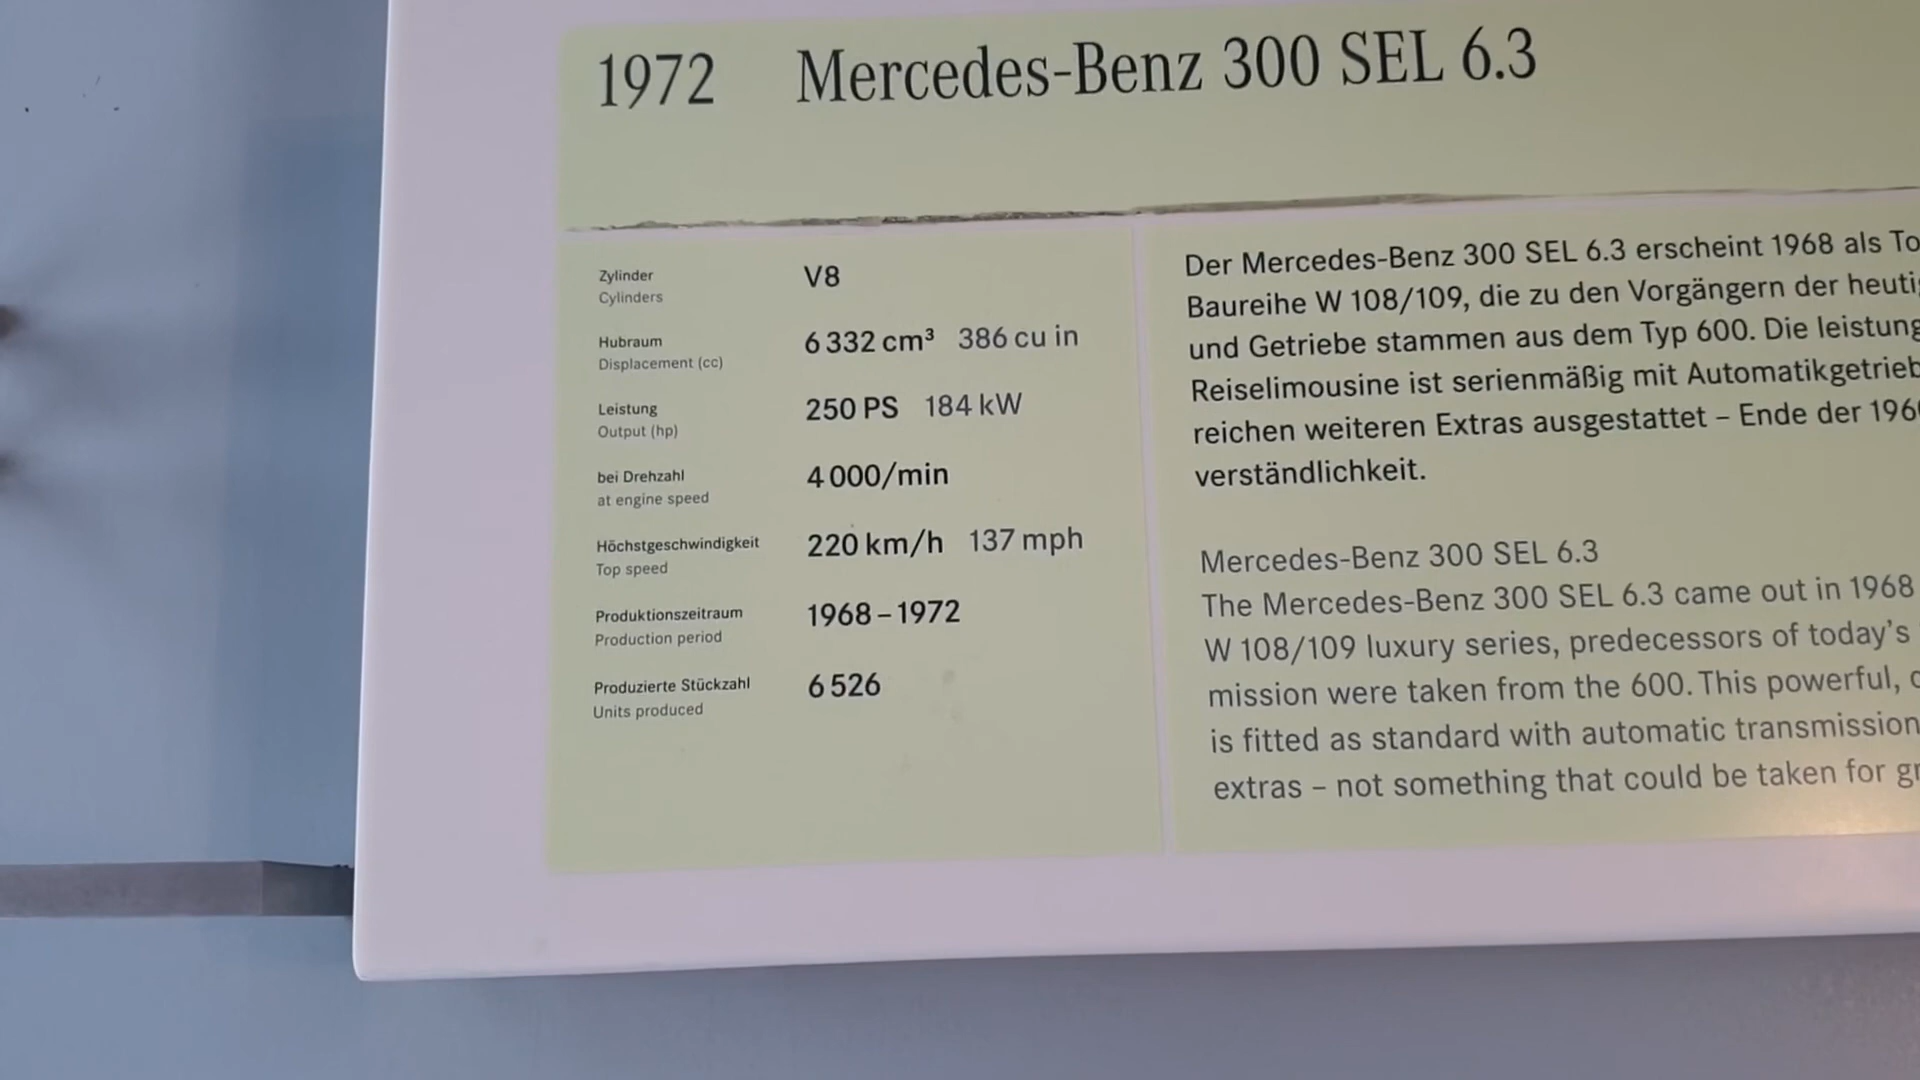 1972 Mercedes-Benz 300 SEL 6.3
Zylinder V8
Cylinders
Hubraum 6 332 cm³ 386 cu in
Displacement (cc)
Leistung 250 PS 184 kW
Output (hp)
bei Drehzahl 4 000/min
at engine speed
Höchstgeschwindigkeit 220 km/h 137 mph
Top speed
Produktionszeitraum 1968 – 1972
Production period
Produzierte Stückzahl 6 526
Units produced
Der Mercedes-Benz 300 SEL 6.3 erscheint 1968 als
Baureihe W 108/109, die zu den Vorgängern der
und Getriebe stammen aus dem Typ 600. Die
Reiselimousine ist serienmäßig mit
reichen weiteren Extras ausgestattet – Ende der
verständlichkeit.
Mercedes-Benz 300 SEL 6.3
The Mercedes-Benz 300 SEL 6.3 came out in 1968
W 108/109 luxury series, predecessors of today's
mission were taken from the 600. This powerful,
is fitted as standard with automatic transmission
extras – not something that could be taken for